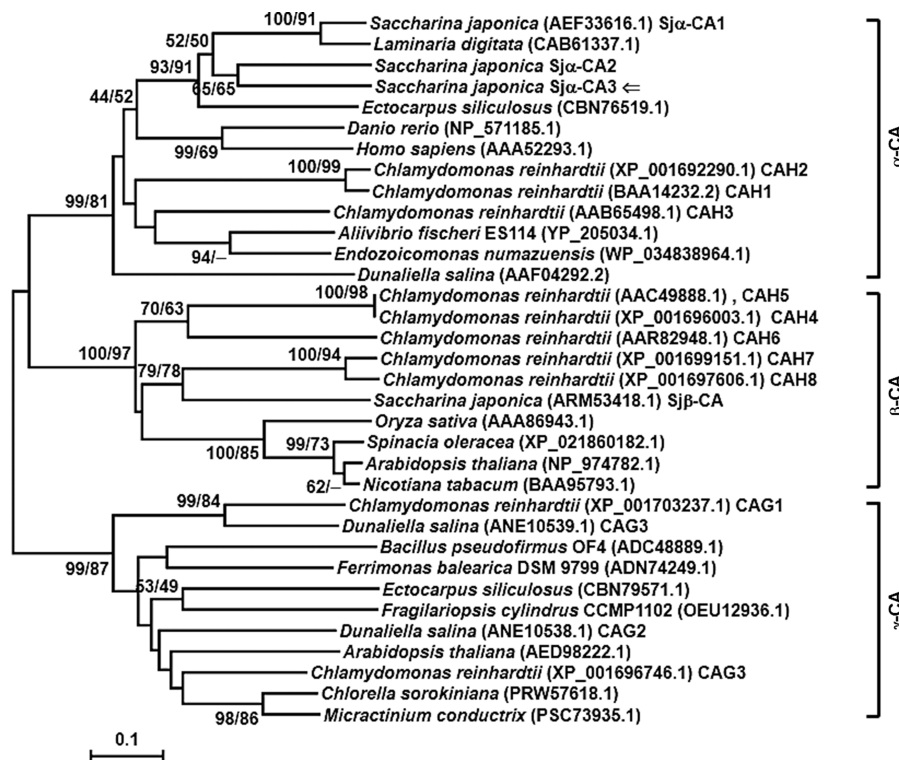 100/91
Saccharina japonica (AEF33616.1) Sjα-CA1
52/50
Laminaria digitata (CAB61337.1)
93/91
Saccharina japonica Sjα-CA2
65/65
Saccharina japonica Sjα-CA3 ⇐
44/52
Ectocarpus siliculosus (CBN76519.1)
Danio rerio (NP_571185.1)
99/69
Homo sapiens (AAA52293.1)
α-CA
100/99
Chlamydomonas reinhardtii (XP_001692290.1) CAH2
Chlamydomonas reinhardtii (BAA14232.2) CAH1
99/81
Chlamydomonas reinhardtii (AAB65498.1) CAH3
Aliivibrio fischeri ES114 (YP_205034.1)
94/–
Endozoicomonas numazuensis (WP_034838964.1)
Dunaliella salina (AAF04292.2)
100/98
Chlamydomonas reinhardtii (AAC49888.1) , CAH5
70/63
Chlamydomonas reinhardtii (XP_001696003.1) CAH4
Chlamydomonas reinhardtii (AAR82948.1) CAH6
100/97
100/94
Chlamydomonas reinhardtii (XP_001699151.1) CAH7
79/78
Chlamydomonas reinhardtii (XP_001697606.1) CAH8
β-CA
Saccharina japonica (ARM53418.1) Sjβ-CA
Oryza sativa (AAA86943.1)
100/85
99/73
Spinacia oleracea (XP_021860182.1)
Arabidopsis thaliana (NP_974782.1)
62/–
Nicotiana tabacum (BAA95793.1)
99/84
Chlamydomonas reinhardtii (XP_001703237.1) CAG1
Dunaliella salina (ANE10539.1) CAG3
Bacillus pseudofirmus OF4 (ADC48889.1)
99/87
Ferrimonas balearica DSM 9799 (ADN74249.1)
53/49
Ectocarpus siliculosus (CBN79571.1)
Fragilariopsis cylindrus CCMP1102 (OEU12936.1)
γ-CA
Dunaliella salina (ANE10538.1) CAG2
Arabidopsis thaliana (AED98222.1)
Chlamydomonas reinhardtii (XP_001696746.1) CAG3
Chlorella sorokiniana (PRW57618.1)
98/86
Micractinium conductrix (PSC73935.1)
0.1